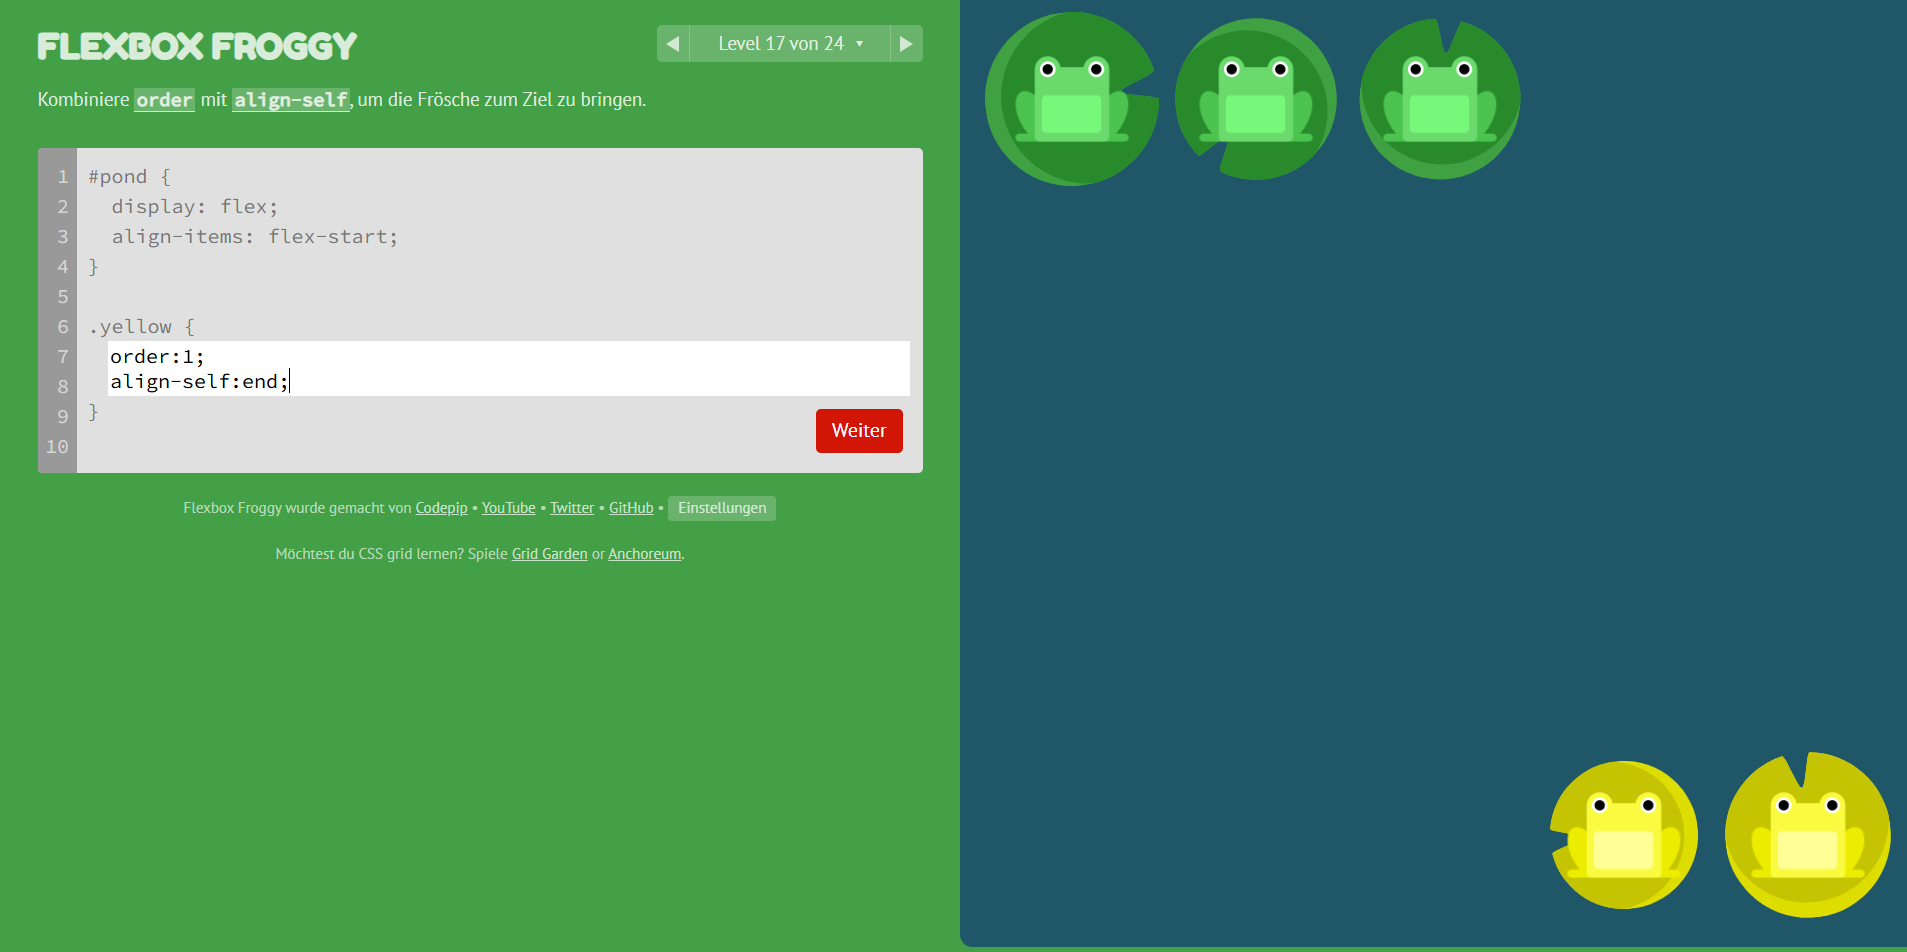 FLEXBOX FROGGY
◀ Level 17 von 24 ▾ ▶
Kombiniere order mit align-self, um die Frösche zum Ziel zu bringen.
1 #pond {
2 display: flex;
3 align-items: flex-start;
4 }
5
6 .yellow {
7 order:1;
8 align-self:end;
9 }
10
Weiter
Flexbox Froggy wurde gemacht von Codepip • YouTube • Twitter • GitHub • Einstellungen
Möchtest du CSS grid lernen? Spiele Grid Garden or Anchoreum.